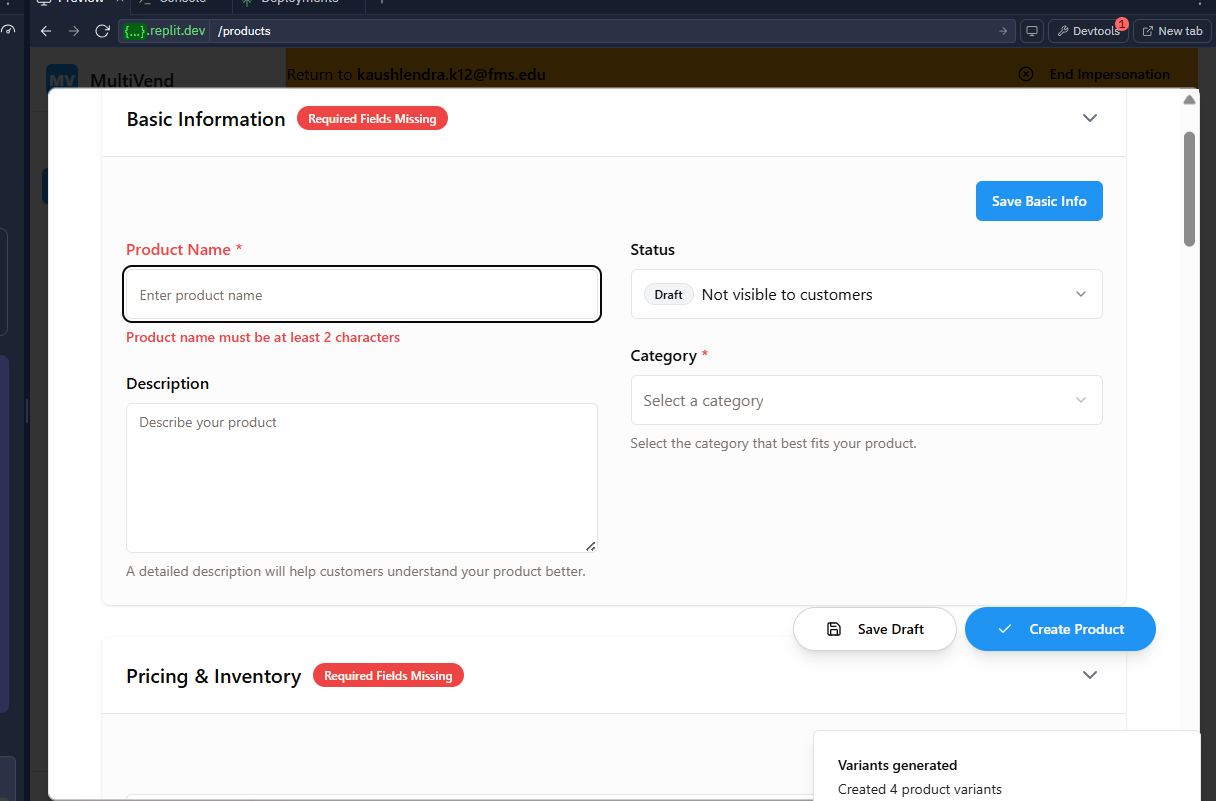 Preview
Console
Deployments
{...}.replit.dev /products
Devtools 1
New tab
MV MultiVend
Return to kaushlendra.k12@fms.edu
End Impersonation
Basic Information
Required Fields Missing
Save Basic Info
Product Name *
Enter product name
Product name must be at least 2 characters
Status
Draft Not visible to customers
Category *
Select a category
Select the category that best fits your product.
Description
Describe your product
A detailed description will help customers understand your product better.
Save Draft
Create Product
Pricing & Inventory
Required Fields Missing
Variants generated
Created 4 product variants